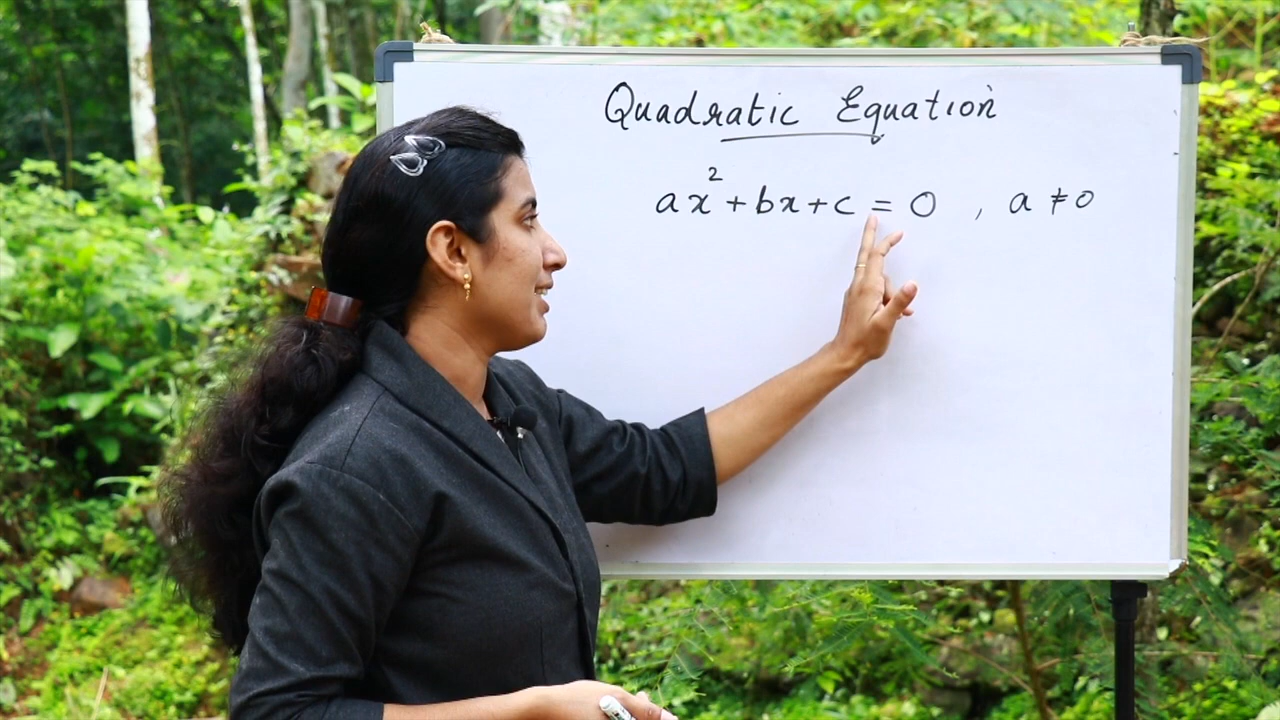 Quadratic Equation
ax²+bx+c = 0 , a ≠ 0